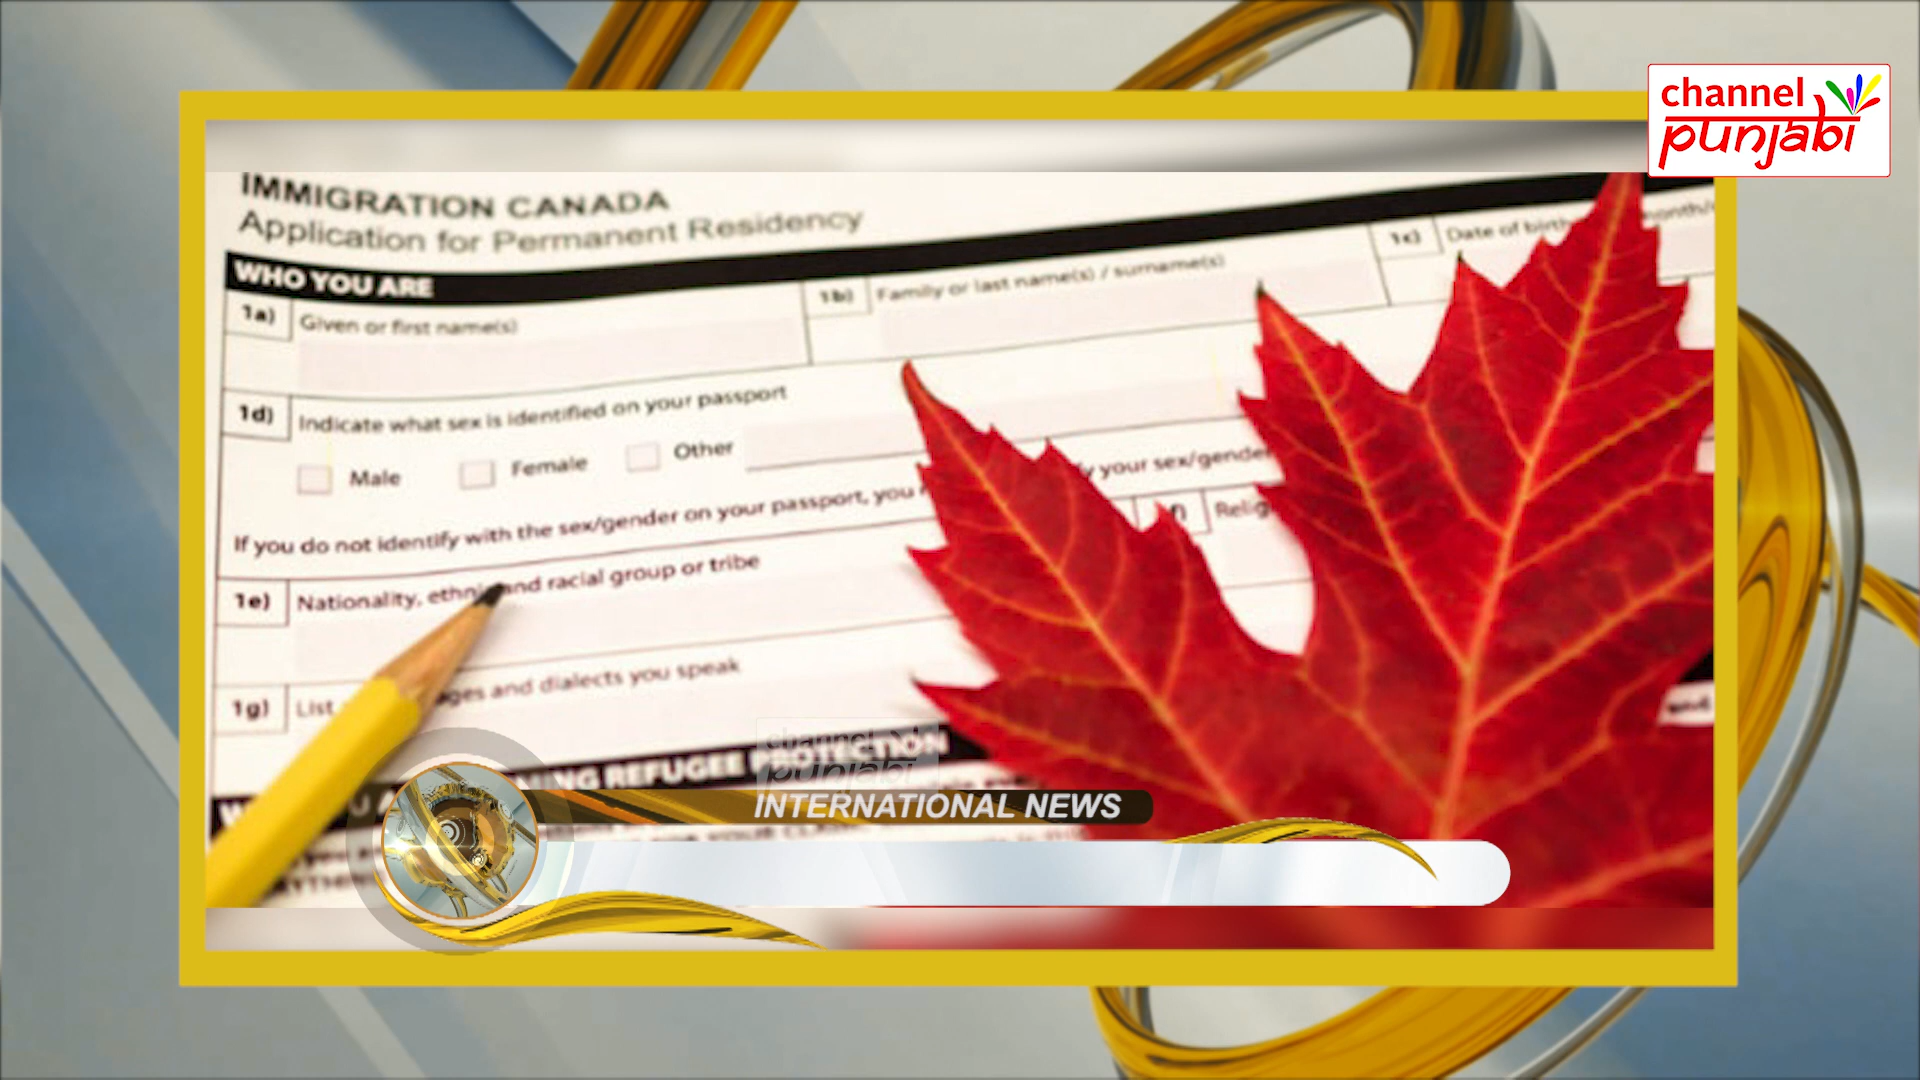 channel
punjabi
IMMIGRATION CANADA
Application for Permanent Residency
WHO YOU ARE
1a) Given or first name(s)
1b) Family or last name(s) / surname(s)
1c) Date of birth
1d) Indicate what sex is identified on your passport
Male Female Other
If you do not identify with the sex/gender on your passport, you your sex/gender
1e) Nationality, ethnic and racial group or tribe
1g) List and dialects you speak
REFUGEE PROTECTION
channel
punjabi
INTERNATIONAL NEWS